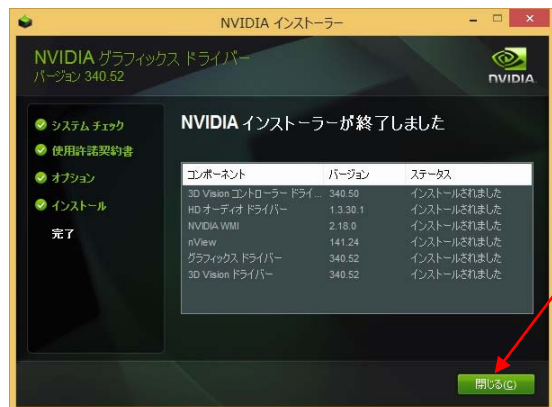 NVIDIA インストーラー
NVIDIA グラフィックス ドライバー
バージョン 340.52
NVIDIA.
システム チェック
使用許諾契約書
オプション
インストール
完了
NVIDIA インストーラーが終了しました
コンポーネント バージョン ステータス
3D Vision コントローラー ドライ... 340.50 インストールされました
HD オーディオ ドライバー 1.3.30.1 インストールされました
NVIDIA WMI 2.18.0 インストールされました
nView 141.24 インストールされました
グラフィックス ドライバー 340.52 インストールされました
3D Vision ドライバー 340.52 インストールされました
閉じる(C)